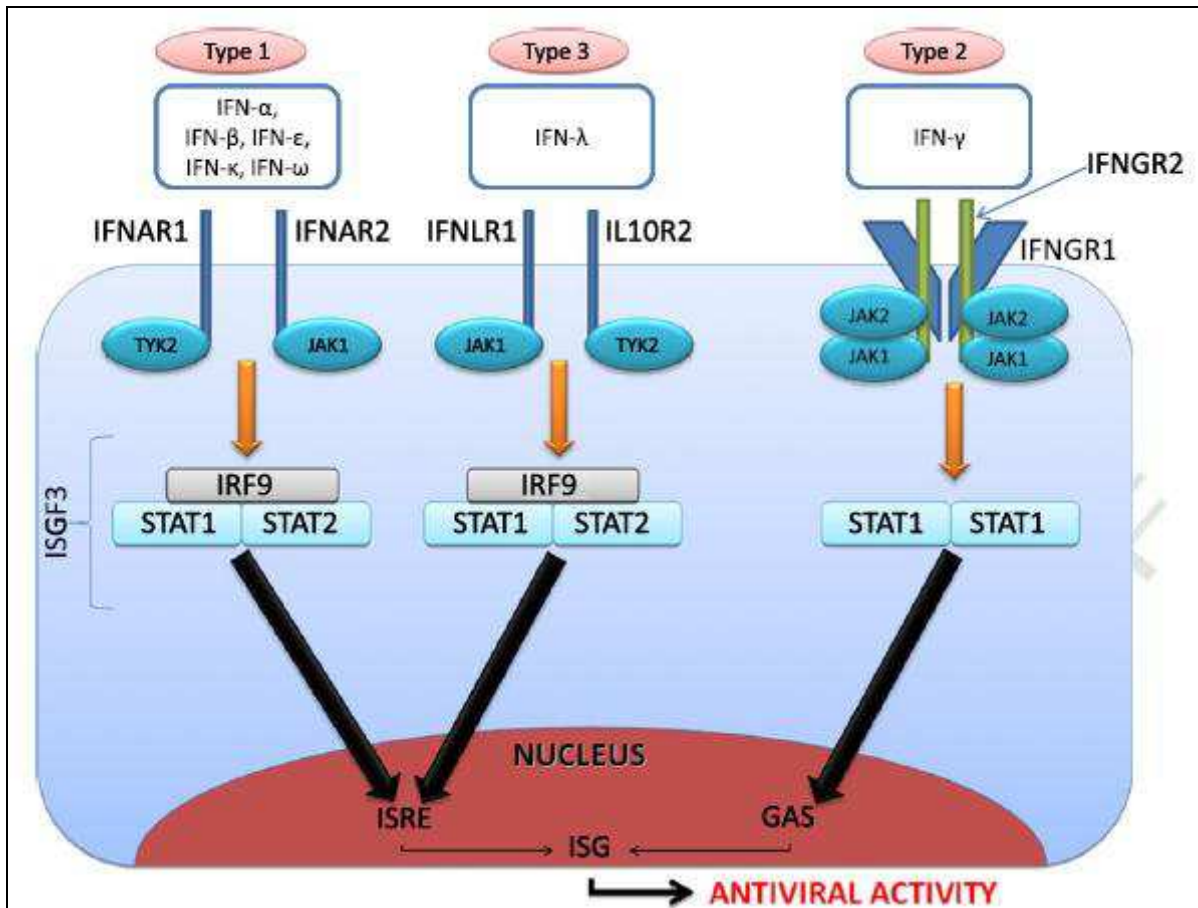 Type 1
Type 3
Type 2
IFN-α,
IFN-β, IFN-ε,
IFN-κ, IFN-ω
IFN-λ
IFN-γ
IFNGR2
IFNAR1
IFNAR2
IFNLR1
IL10R2
IFNGR1
TYK2
JAK1
JAK1
TYK2
JAK2
JAK2
JAK1
JAK1
ISGF3
IRF9
STAT1
STAT2
IRF9
STAT1
STAT2
STAT1
STAT1
NUCLEUS
ISRE
GAS
ISG
ANTIVIRAL ACTIVITY